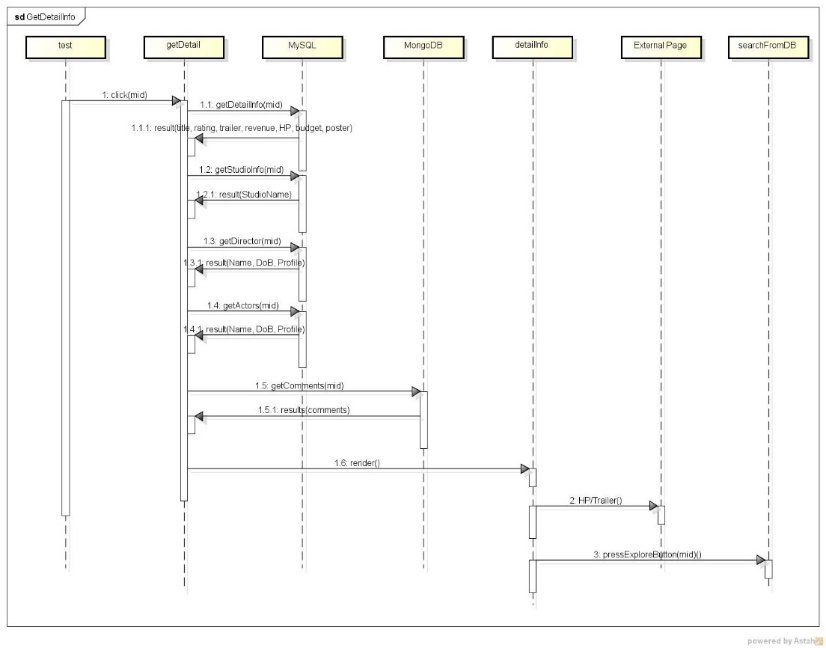 sd GetDetailInfo
test
getDetail
MySQL
MongoDB
detailInfo
External Page
searchFromDB
1: click(mid)
1.1: getDetailInfo(mid)
1.1.1: result(title, rating, trailer, revenue, HP, budget, poster)
1.2: getStudioInfo(mid)
1.2.1: result(StudioName)
1.3: getDirector(mid)
1.3.1: result(Name, DoB, Profile)
1.4: getActors(mid)
1.4.1: result(Name, DoB, Profile)
1.5: getComments(mid)
1.5.1: results(comments)
1.6: render()
2: HP/Trailer()
3: pressExploreButton(mid)()
powered by Astah